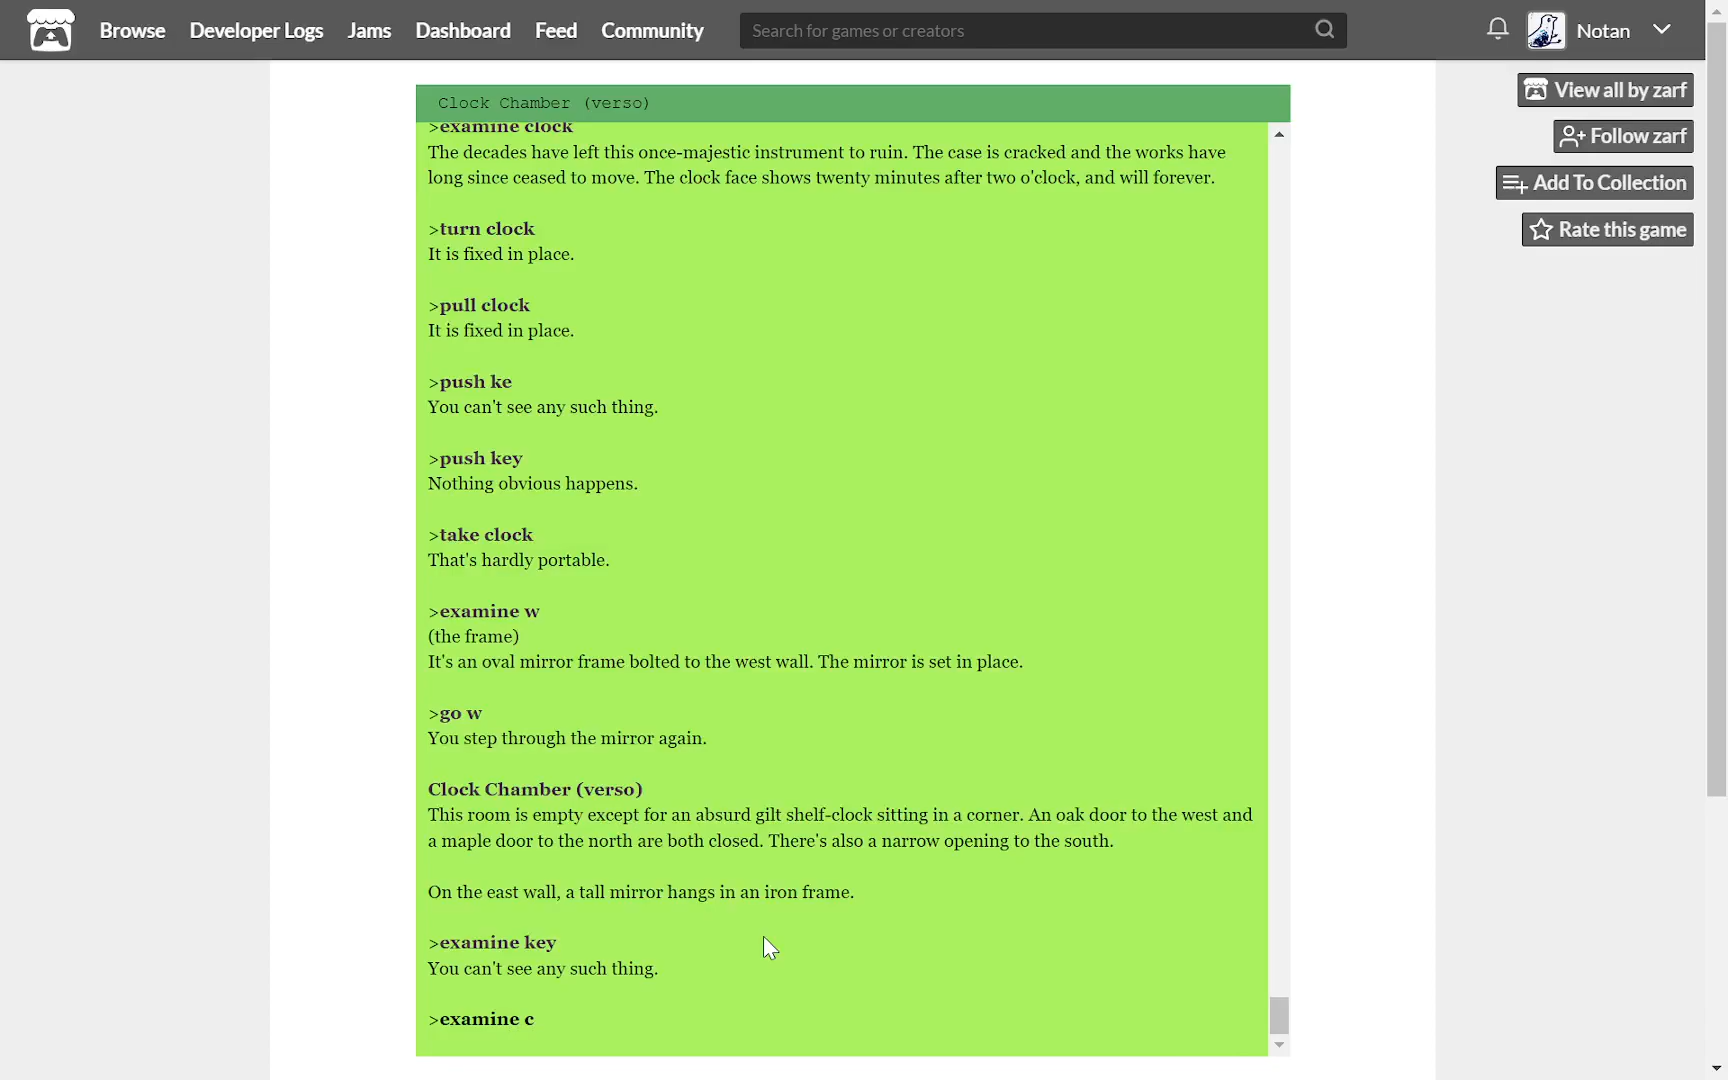 Browse Developer Logs Jams Dashboard Feed Community Search for games or creators Notan
View all by zarf
Follow zarf
Add To Collection
Rate this game
Clock Chamber (verso)
>examine clock
The decades have left this once-majestic instrument to ruin. The case is cracked and the works have
long since ceased to move. The clock face shows twenty minutes after two o'clock, and will forever.
>turn clock
It is fixed in place.
>pull clock
It is fixed in place.
>push ke
You can't see any such thing.
>push key
Nothing obvious happens.
>take clock
That's hardly portable.
>examine w
(the frame)
It's an oval mirror frame bolted to the west wall. The mirror is set in place.
>go w
You step through the mirror again.
Clock Chamber (verso)
This room is empty except for an absurd gilt shelf-clock sitting in a corner. An oak door to the west and
a maple door to the north are both closed. There's also a narrow opening to the south.
On the east wall, a tall mirror hangs in an iron frame.
>examine key
You can't see any such thing.
>examine c